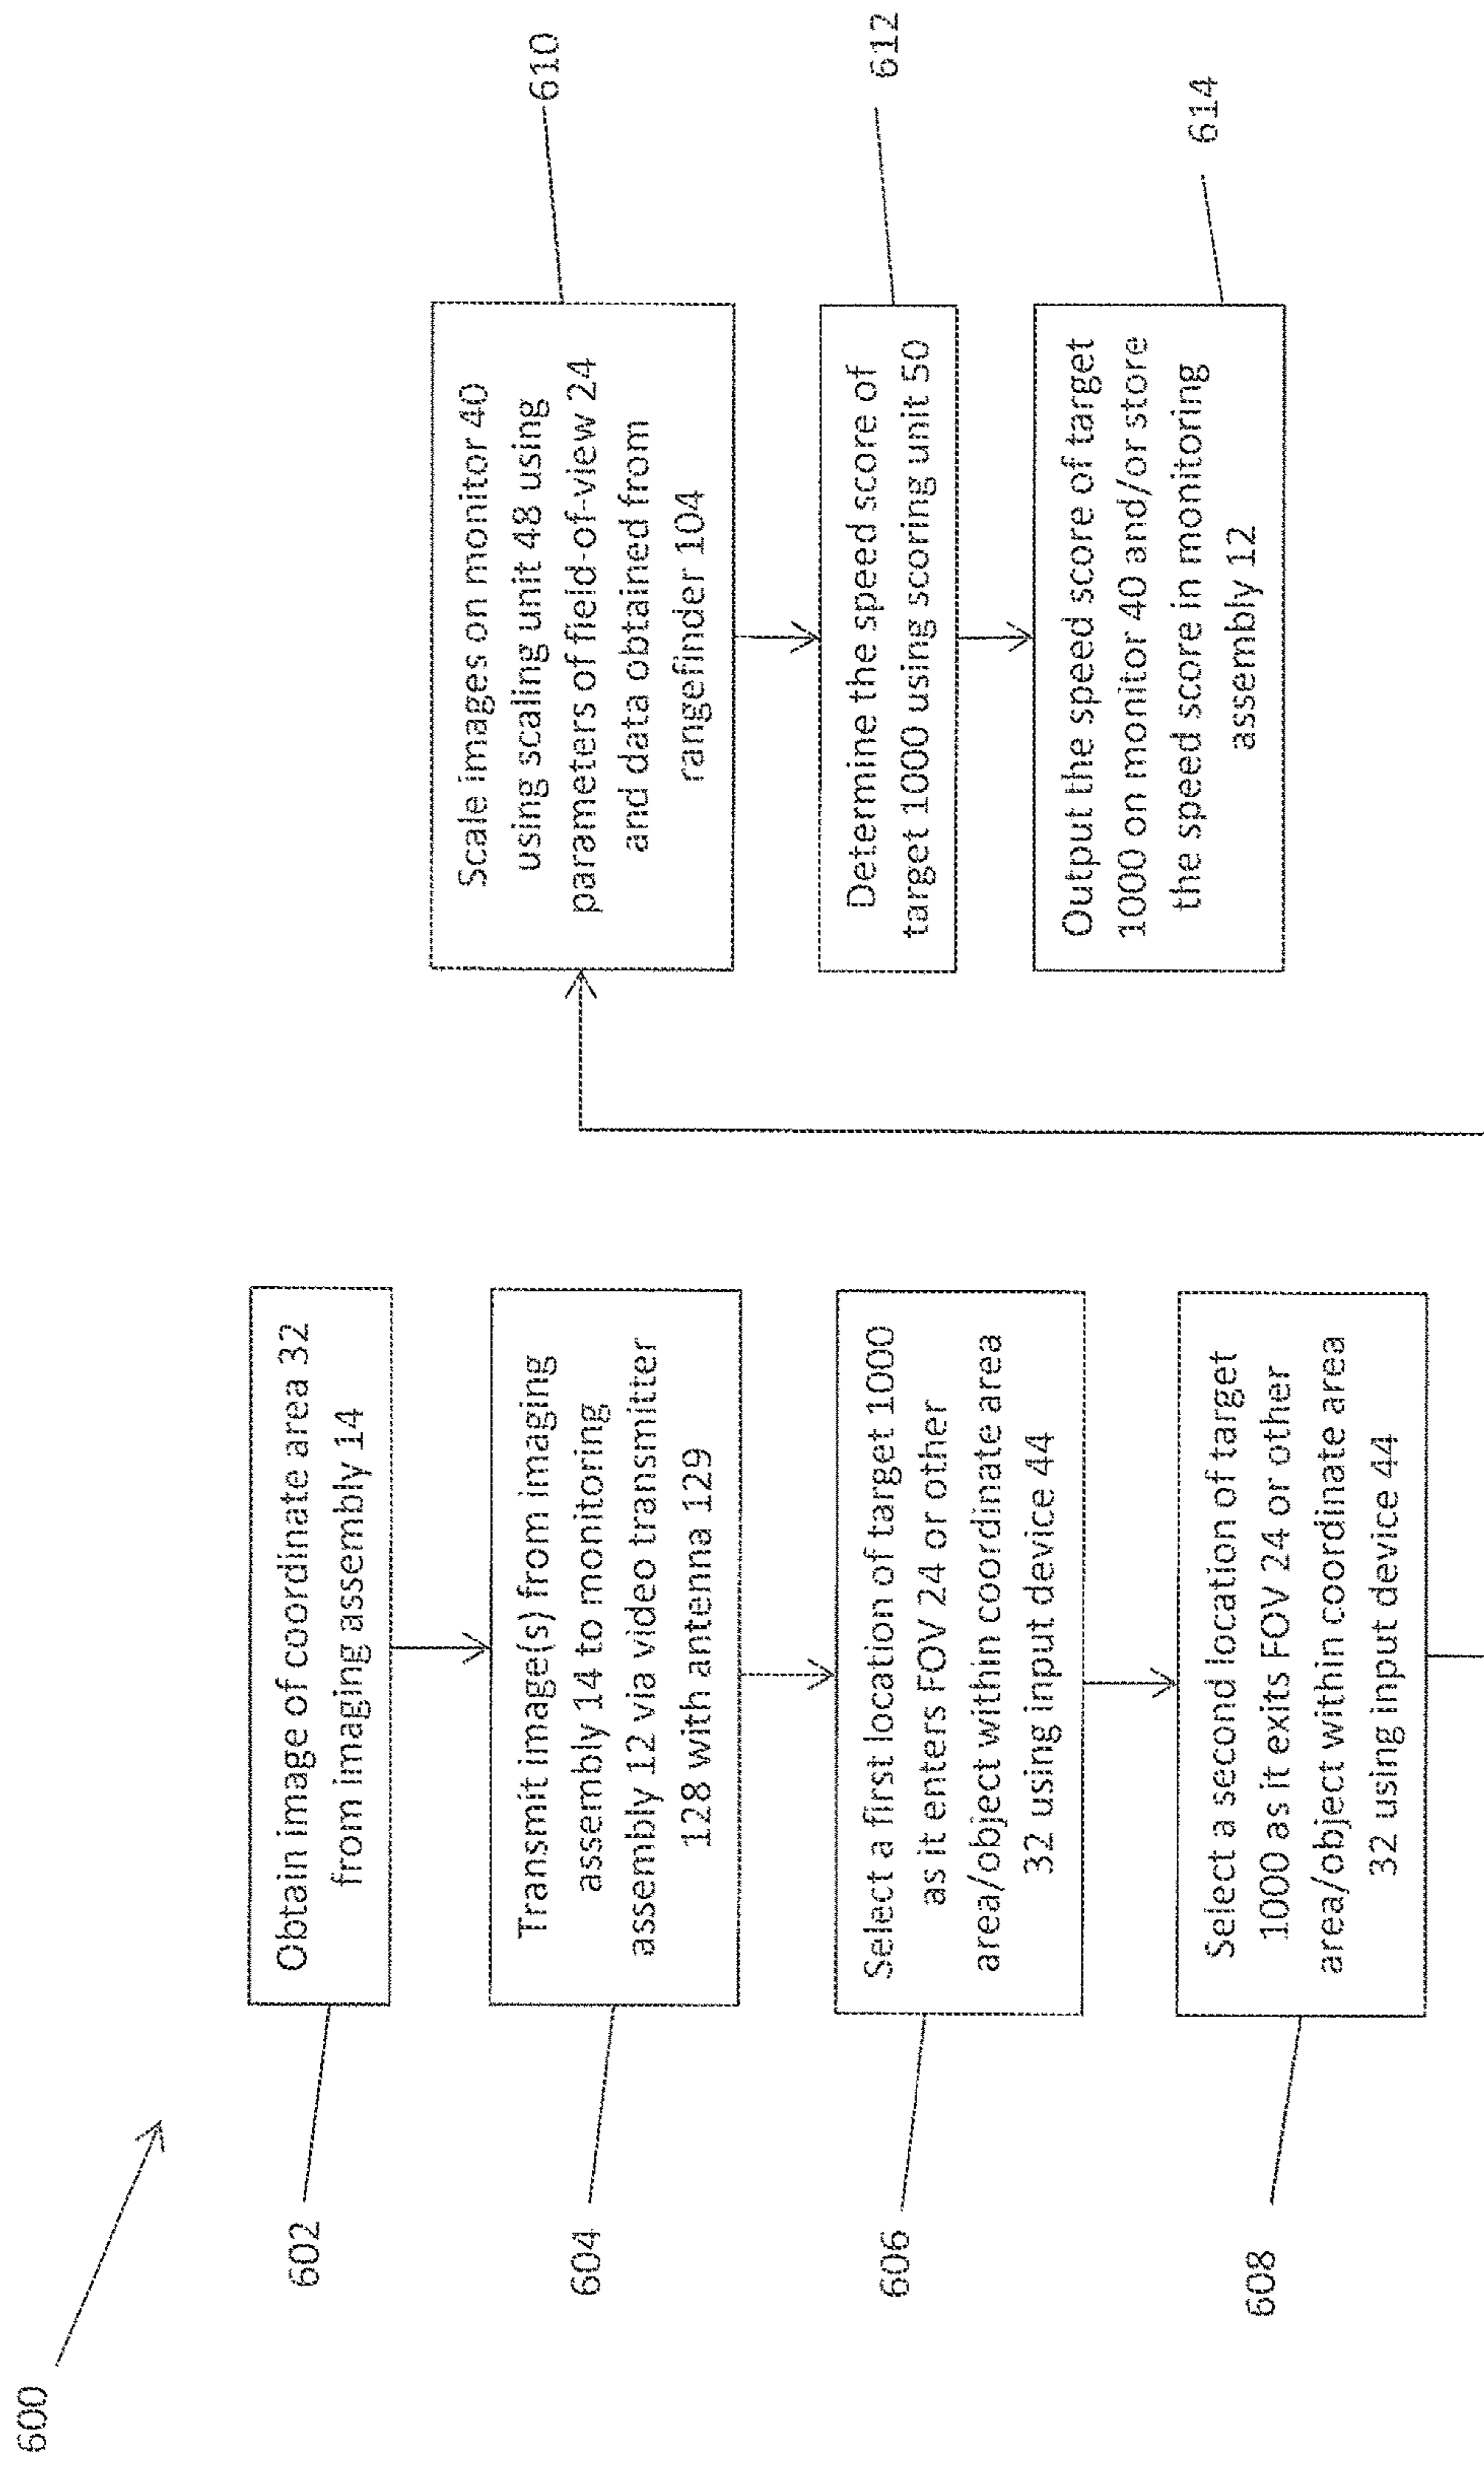 600
602
Obtain image of coordinate area 32
from imaging assembly 14
604
Transmit image(s) from imaging
assembly 14 to monitoring
assembly 12 via video transmitter
128 with antenna 129
606
Select a first location of target 1000
as it enters FOV 24 or other
area/object within coordinate area
32 using input device 44
608
Select a second location of target
1000 as it exits FOV 24 or other
area/object within coordinate area
32 using input device 44
Scale images on monitor 40
using scaling unit 48 using
parameters of field-of-view 24
and data obtained from
rangefinder 104
610
Determine the speed score of
target 1000 using scoring unit 50
612
Output the speed score of target
1000 on monitor 40 and/or store
the speed score in monitoring
assembly 12
614